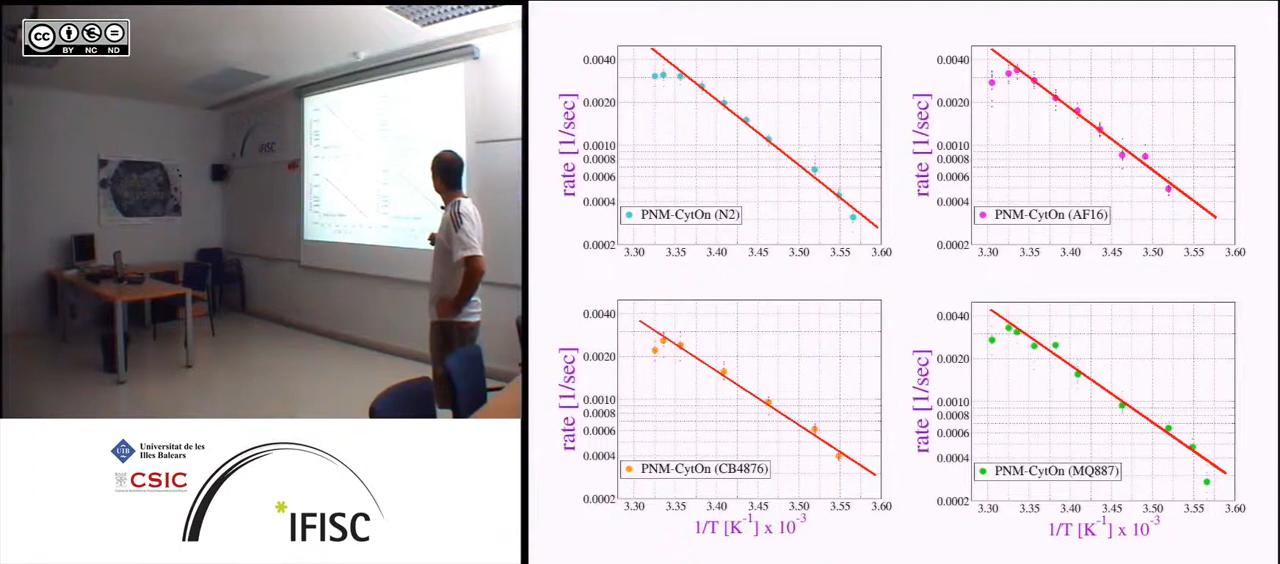 cc
BY NC ND
IFISC
UIB
Universitat de les
Illes Balears
CSIC
*IFISC
rate [1/sec]
0.0040
0.0020
0.0010
0.0008
0.0006
0.0004
0.0002
PNM-CytOn (N2)
3.30 3.35 3.40 3.45 3.50 3.55 3.60
rate [1/sec]
0.0040
0.0020
0.0010
0.0008
0.0006
0.0004
0.0002
PNM-CytOn (AF16)
3.30 3.35 3.40 3.45 3.50 3.55 3.60
rate [1/sec]
0.0040
0.0020
0.0010
0.0008
0.0006
0.0004
0.0002
PNM-CytOn (CB4876)
3.30 3.35 3.40 3.45 3.50 3.55 3.60
1/T [K⁻¹] x 10⁻³
rate [1/sec]
0.0040
0.0020
0.0010
0.0008
0.0006
0.0004
0.0002
PNM-CytOn (MQ887)
3.30 3.35 3.40 3.45 3.50 3.55 3.60
1/T [K⁻¹] x 10⁻³